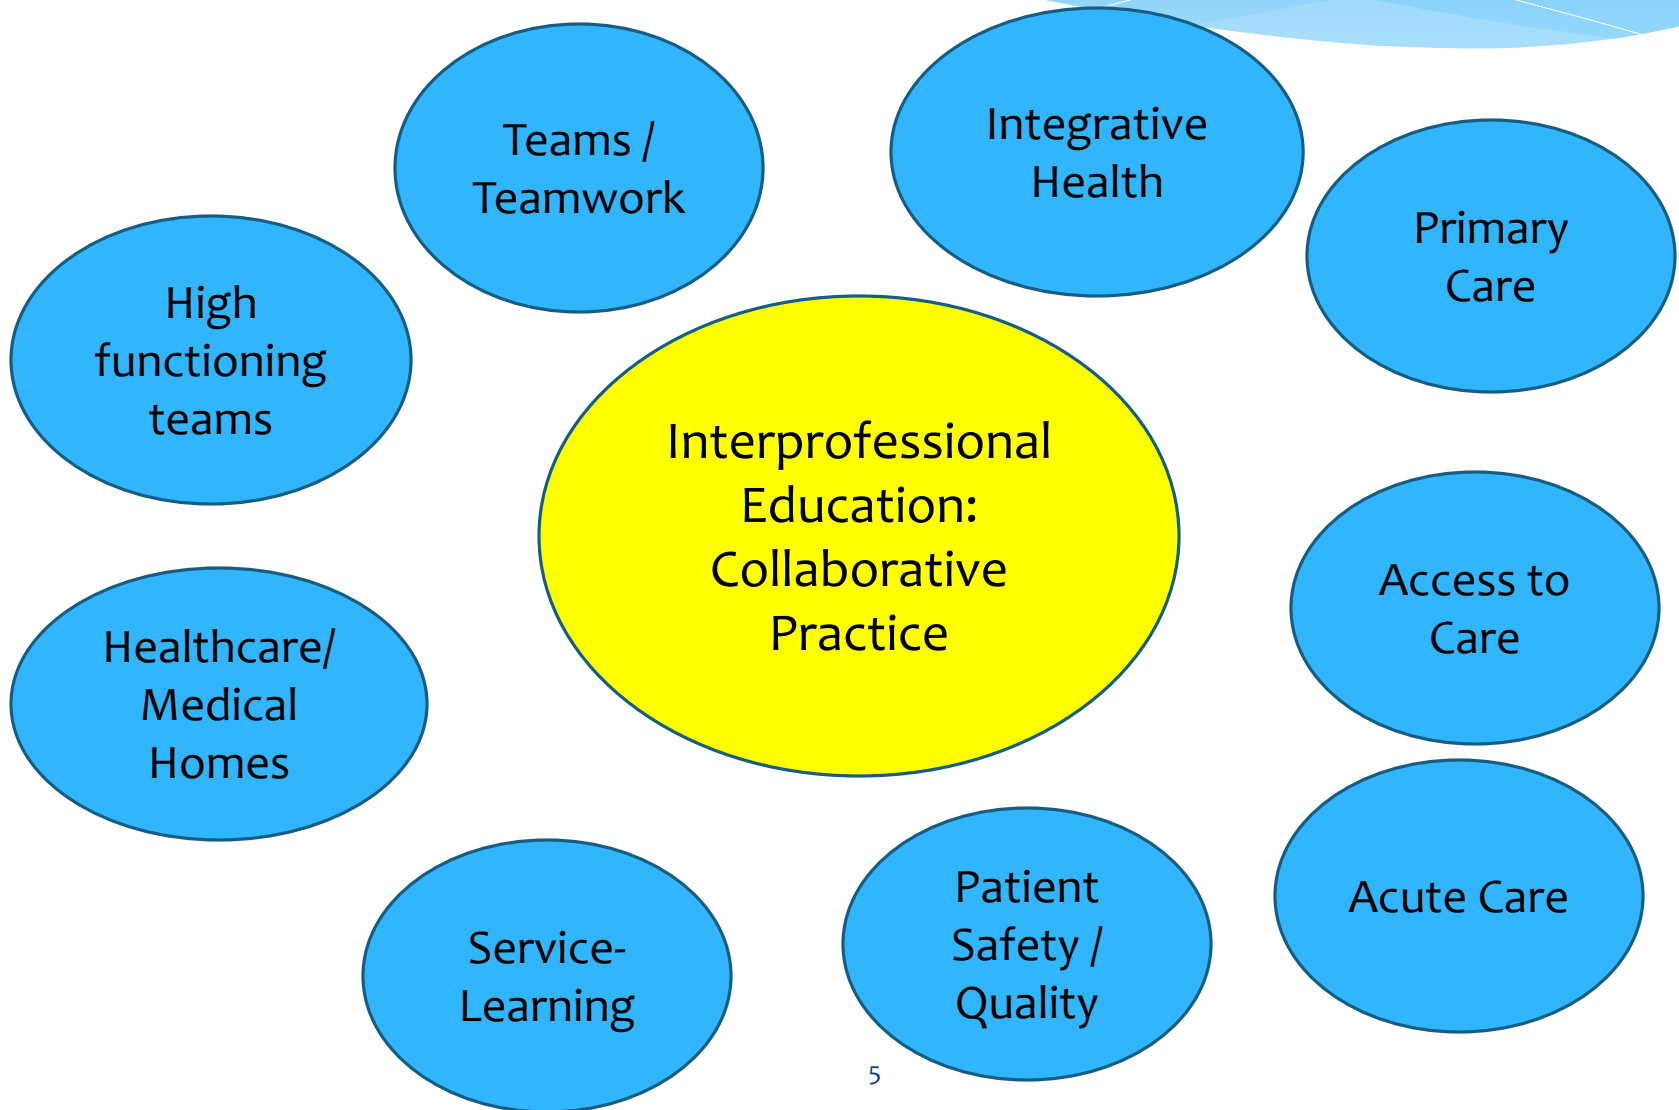 Teams /
Teamwork
Integrative
Health
Primary
Care
High
functioning
teams
Interprofessional
Education:
Collaborative
Practice
Access to
Care
Healthcare/
Medical
Homes
Acute Care
Patient
Safety /
Quality
Service-
Learning
5